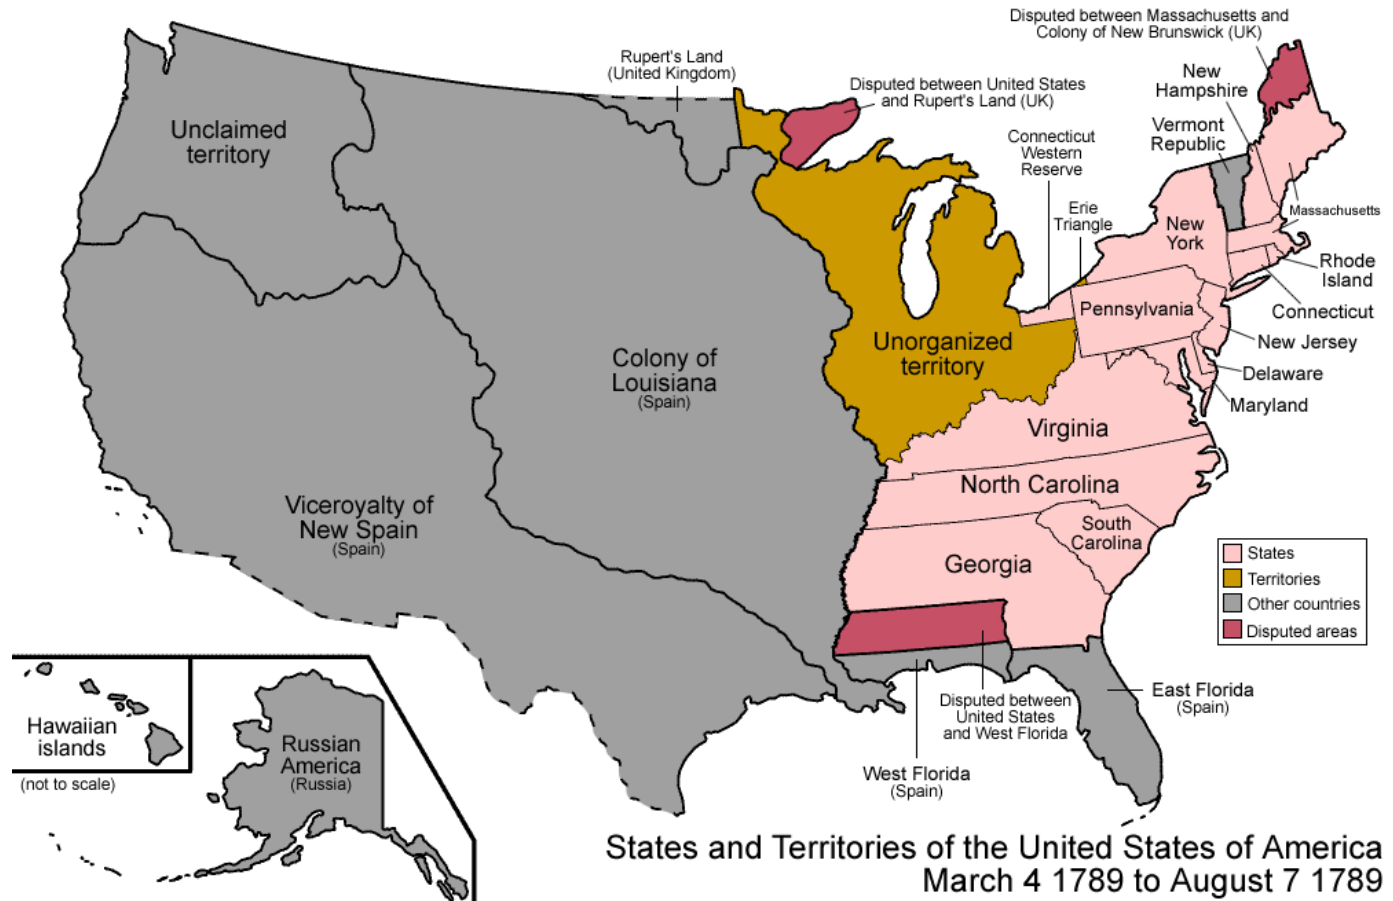 Disputed between Massachusetts and
Colony of New Brunswick (UK)
Rupert's Land
(United Kingdom)
New
Hampshire
Disputed between United States
and Rupert's Land (UK)
Unclaimed
territory
Vermont
Republic
Connecticut
Western
Reserve
Erie
Triangle
Massachusetts
New
York
Rhode
Island
Connecticut
Pennsylvania
New Jersey
Unorganized
territory
Colony of
Louisiana
(Spain)
Delaware
Maryland
Virginia
North Carolina
Viceroyalty of
New Spain
(Spain)
South
Carolina
Georgia
States
Territories
Other countries
Disputed areas
East Florida
(Spain)
Disputed between
United States
and West Florida
West Florida
(Spain)
Hawaiian
islands
(not to scale)
Russian
America
(Russia)
States and Territories of the United States of America
March 4 1789 to August 7 1789